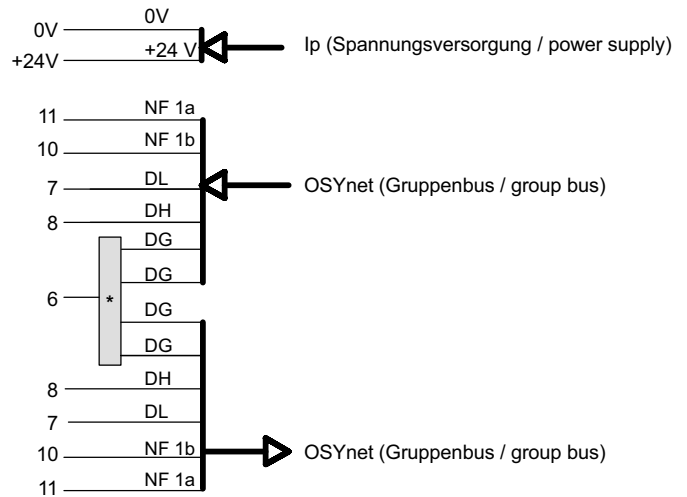 0V 0V
+24V +24 V Ip (Spannungsversorgung / power supply)
11 NF 1a
10 NF 1b
7 DL OSYnet (Gruppenbus / group bus)
8 DH
DG
DG
6 *
DG
DG
8 DH
7 DL
10 NF 1b OSYnet (Gruppenbus / group bus)
11 NF 1a